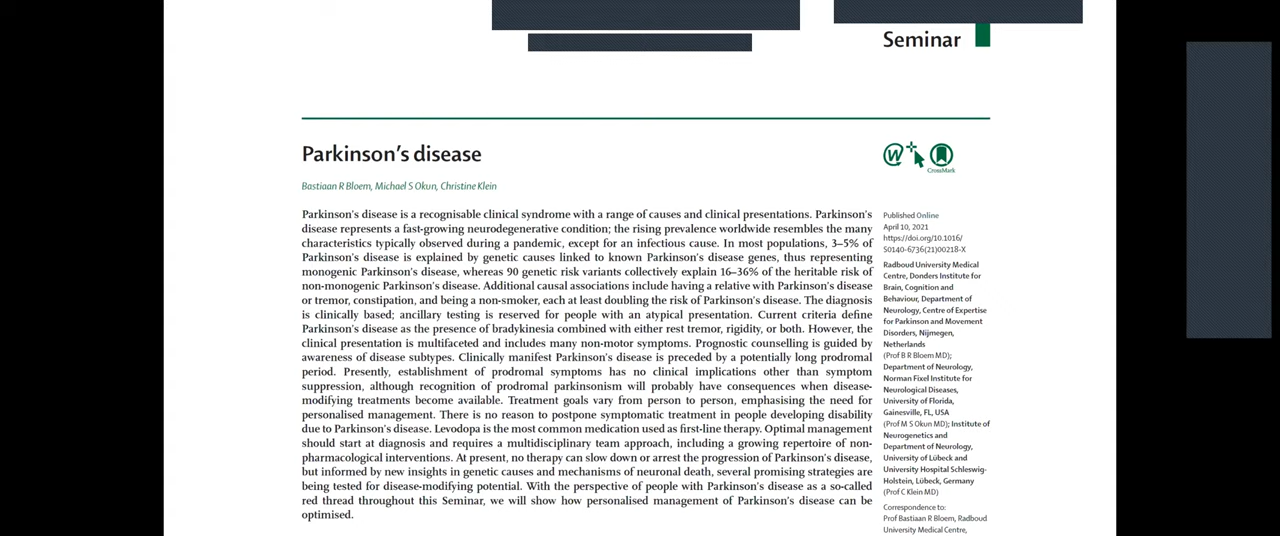 Seminar
Parkinson's disease
Bastiaan R Bloem, Michael S Okun, Christine Klein
Parkinson's disease is a recognisable clinical syndrome with a range of causes and clinical presentations. Parkinson's
disease represents a fast-growing neurodegenerative condition; the rising prevalence worldwide resembles the many
characteristics typically observed during a pandemic, except for an infectious cause. In most populations, 3–5% of
Parkinson's disease is explained by genetic causes linked to known Parkinson's disease genes, thus representing
monogenic Parkinson's disease, whereas 90 genetic risk variants collectively explain 16–36% of the heritable risk of
non-monogenic Parkinson's disease. Additional causal associations include having a relative with Parkinson's disease
or tremor, constipation, and being a non-smoker, each at least doubling the risk of Parkinson's disease. The diagnosis
is clinically based; ancillary testing is reserved for people with an atypical presentation. Current criteria define
Parkinson's disease as the presence of bradykinesia combined with either rest tremor, rigidity, or both. However, the
clinical presentation is multifaceted and includes many non-motor symptoms. Prognostic counselling is guided by
awareness of disease subtypes. Clinically manifest Parkinson's disease is preceded by a potentially long prodromal
period. Presently, establishment of prodromal symptoms has no clinical implications other than symptom
suppression, although recognition of prodromal parkinsonism will probably have consequences when disease-
modifying treatments become available. Treatment goals vary from person to person, emphasising the need for
personalised management. There is no reason to postpone symptomatic treatment in people developing disability
due to Parkinson's disease. Levodopa is the most common medication used as first-line therapy. Optimal management
should start at diagnosis and requires a multidisciplinary team approach, including a growing repertoire of non-
pharmacological interventions. At present, no therapy can slow down or arrest the progression of Parkinson's disease,
but informed by new insights in genetic causes and mechanisms of neuronal death, several promising strategies are
being tested for disease-modifying potential. With the perspective of people with Parkinson's disease as a so-called
red thread throughout this Seminar, we will show how personalised management of Parkinson's disease can be
optimised.
W
CrossMark
Published Online
April 10, 2021
https://doi.org/10.1016/
S0140-6736(21)00218-X
Radboud University Medical
Centre, Donders Institute for
Brain, Cognition and
Behaviour, Department of
Neurology, Centre of Expertise
for Parkinson and Movement
Disorders, Nijmegen,
Netherlands
(Prof B R Bloem MD);
Department of Neurology,
Norman Fixel Institute for
Neurological Diseases,
University of Florida,
Gainesville, FL, USA
(Prof M S Okun MD); Institute of
Neurogenetics and
Department of Neurology,
University of Lübeck and
University Hospital Schleswig-
Holstein, Lübeck, Germany
(Prof C Klein MD)
Correspondence to:
Prof Bastiaan R Bloem, Radboud
University Medical Centre,